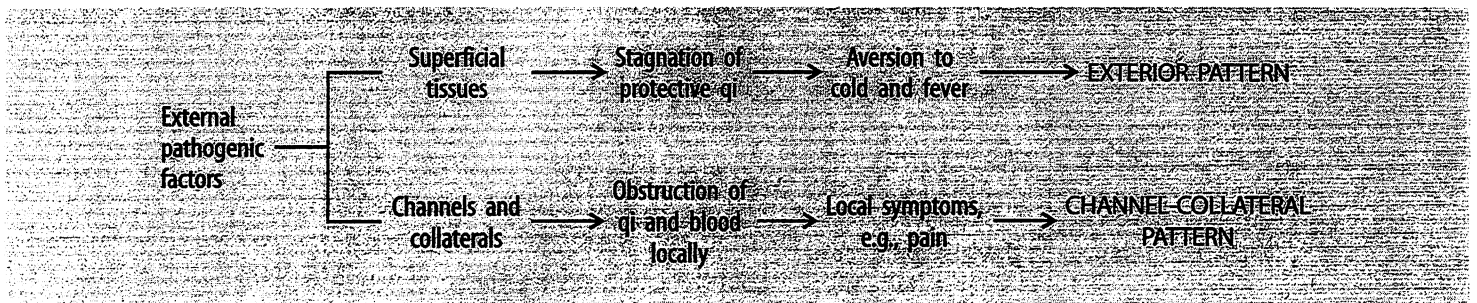 External
pathogenic
factors
Superficial
tissues
Stagnation of
protective qi
Aversion to
cold and fever
EXTERIOR PATTERN
Channels and
collaterals
Obstruction of
qi and blood
locally
Local symptoms,
e.g., pain
CHANNEL-COLLATERAL
PATTERN